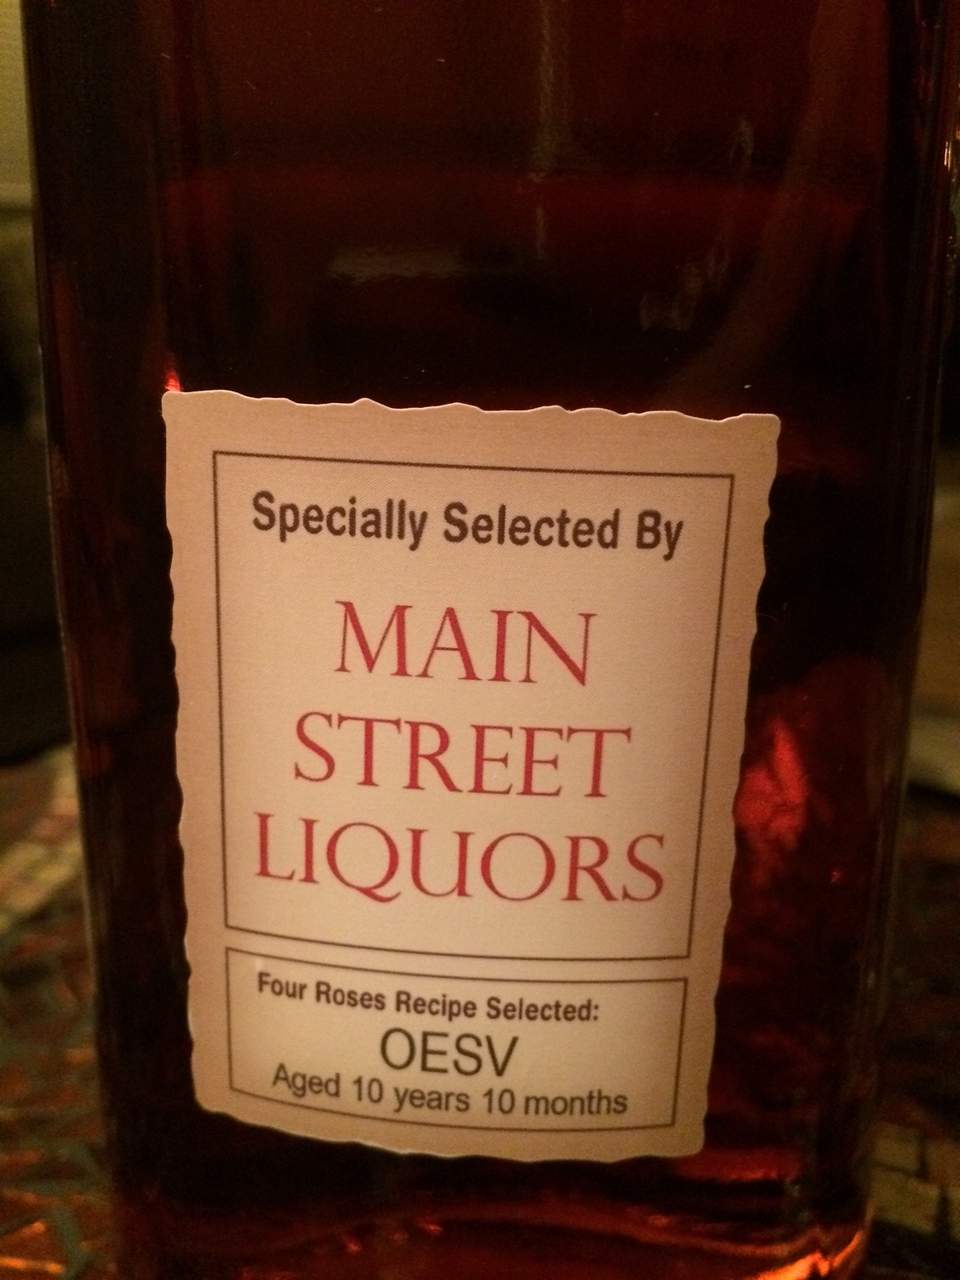 Specially Selected By
MAIN
STREET
LIQUORS
Four Roses Recipe Selected:
OESV
Aged 10 years 10 months